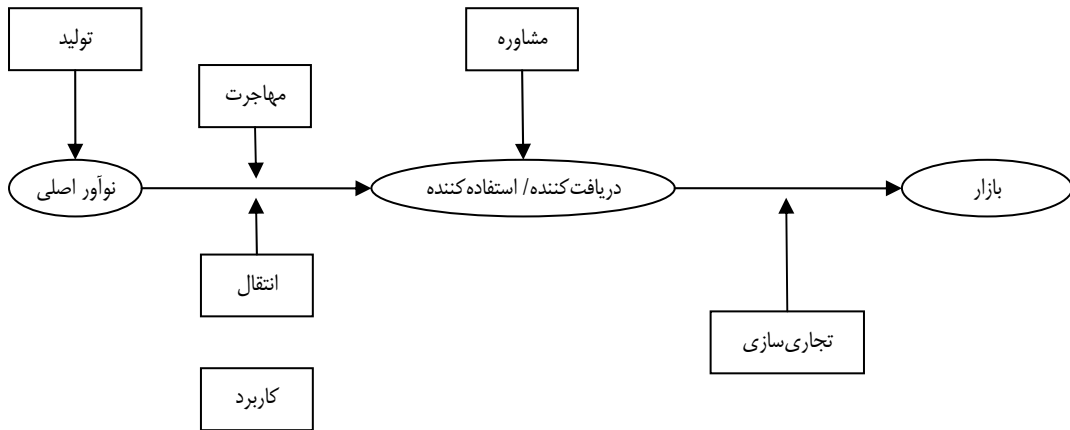 تولید
مشاوره
مهاجرت
نوآور اصلی
دریافت‌کننده/ استفاده‌کننده
بازار
انتقال
تجاری‌سازی
کاربرد